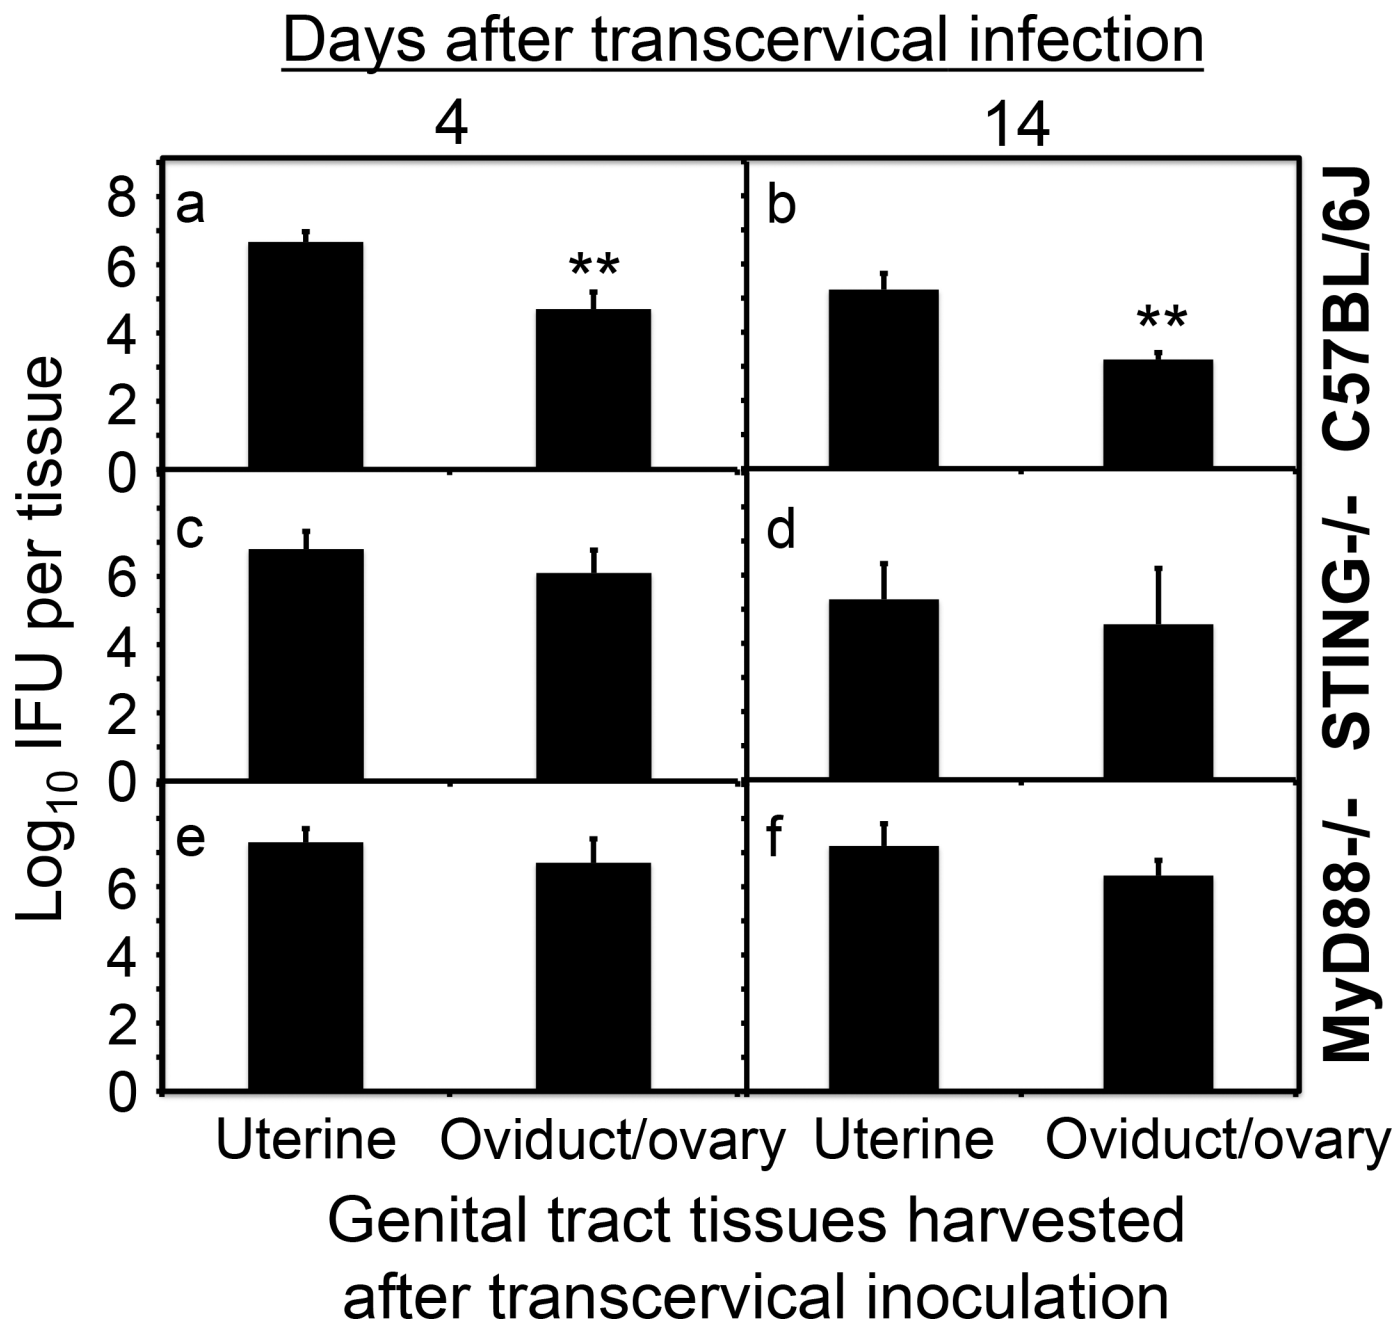 Days after transcervical infection
4
14
8
6
4
2
0
a
**
b
**
C57BL/6J
6
4
2
0
c
d
STING-/-
6
4
2
0
e
f
MyD88-/-
Log10 IFU per tissue
Uterine
Oviduct/ovary
Uterine
Oviduct/ovary
Genital tract tissues harvested
after transcervical inoculation